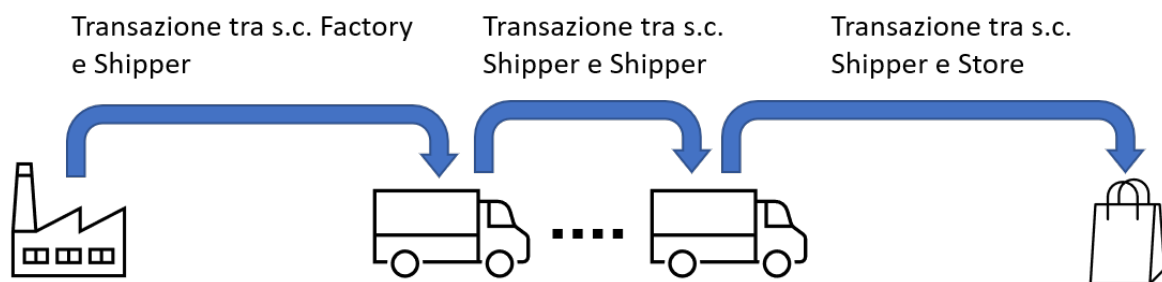 Transazione tra s.c. Factory
e Shipper
Transazione tra s.c.
Shipper e Shipper
Transazione tra s.c.
Shipper e Store